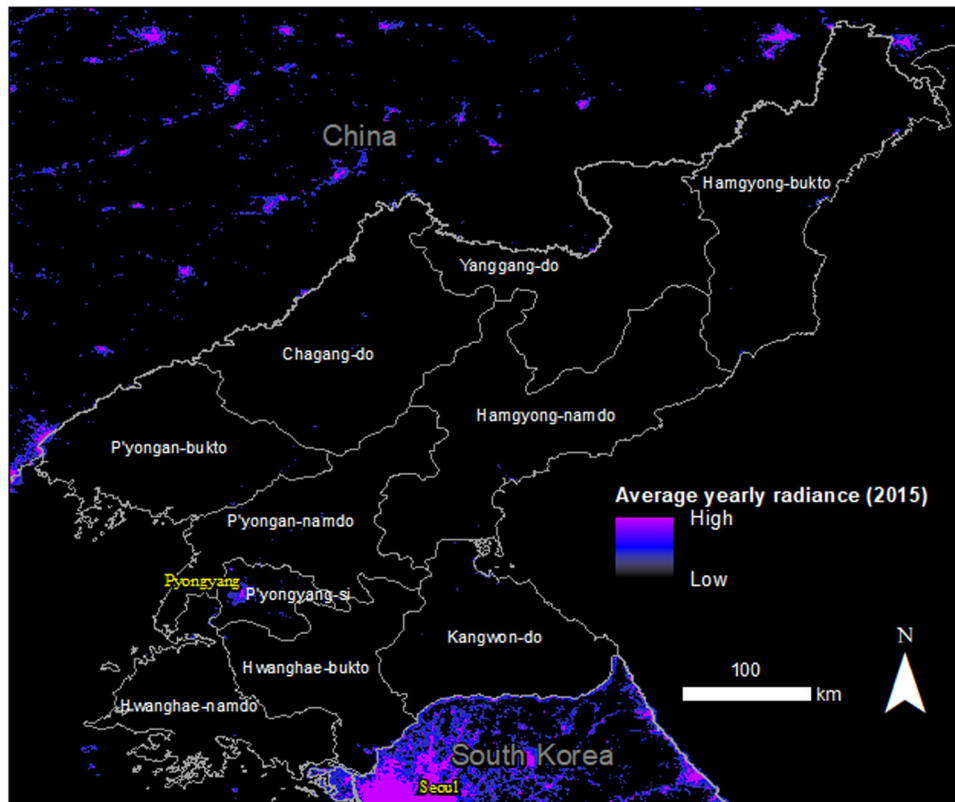 China
Hamgyong-bukto
Yanggang-do
Chagang-do
Hamgyong-namdo
P'yongan-bukto
Average yearly radiance (2015)
High
Low
P'yongan-namdo
Pyongyang
P'yongyang-si
Kangwon-do
N
Hwanghae-bukto
100
km
Hwanghae-namdo
South Korea
Seoul